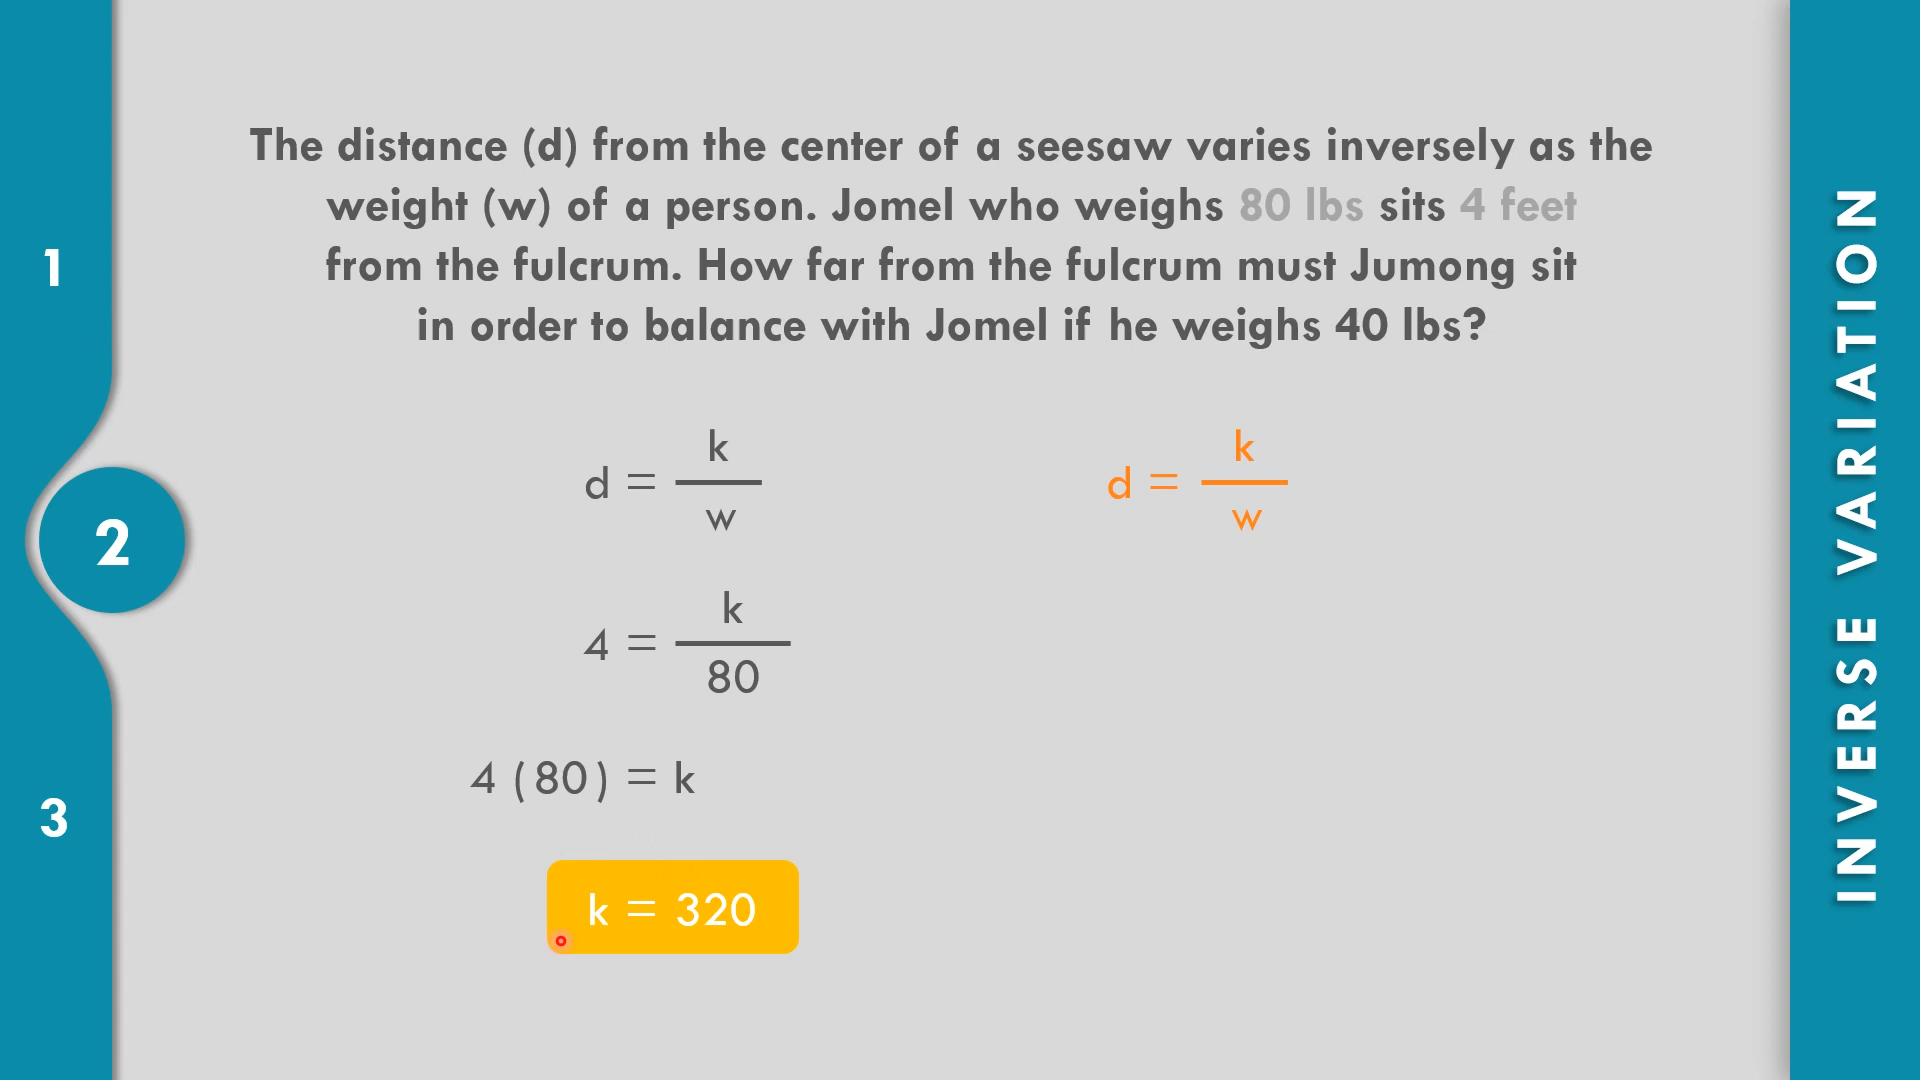 The distance (d) from the center of a seesaw varies inversely as the
weight (w) of a person. Jomel who weighs 80 lbs sits 4 feet
from the fulcrum. How far from the fulcrum must Jumong sit
in order to balance with Jomel if he weighs 40 lbs?
1
2
3
k
d =
w
k
4 =
80
4 (80) = k
k = 320
k
d =
w
INVERSE VARIATION